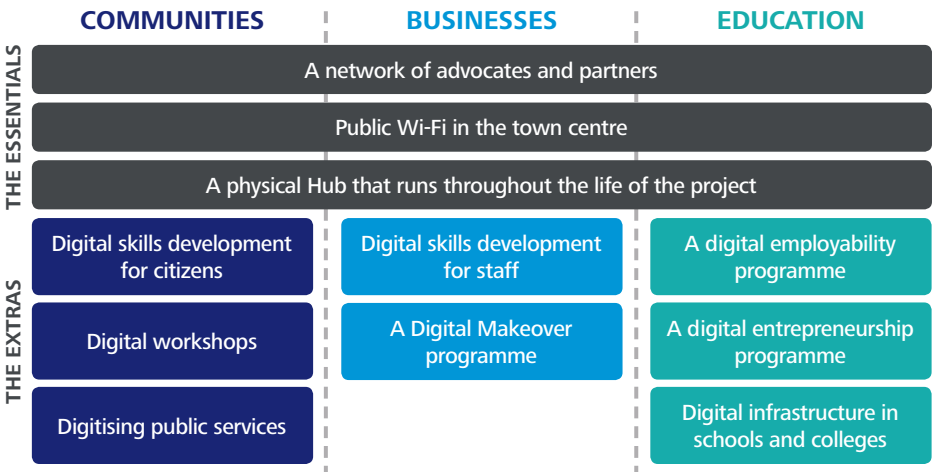 COMMUNITIES
BUSINESSES
EDUCATION
THE ESSENTIALS
A network of advocates and partners
Public Wi-Fi in the town centre
A physical Hub that runs throughout the life of the project
THE EXTRAS
Digital skills development
for citizens
Digital workshops
Digitising public services
Digital skills development
for staff
A Digital Makeover
programme
A digital employability
programme
A digital entrepreneurship
programme
Digital infrastructure in
schools and colleges